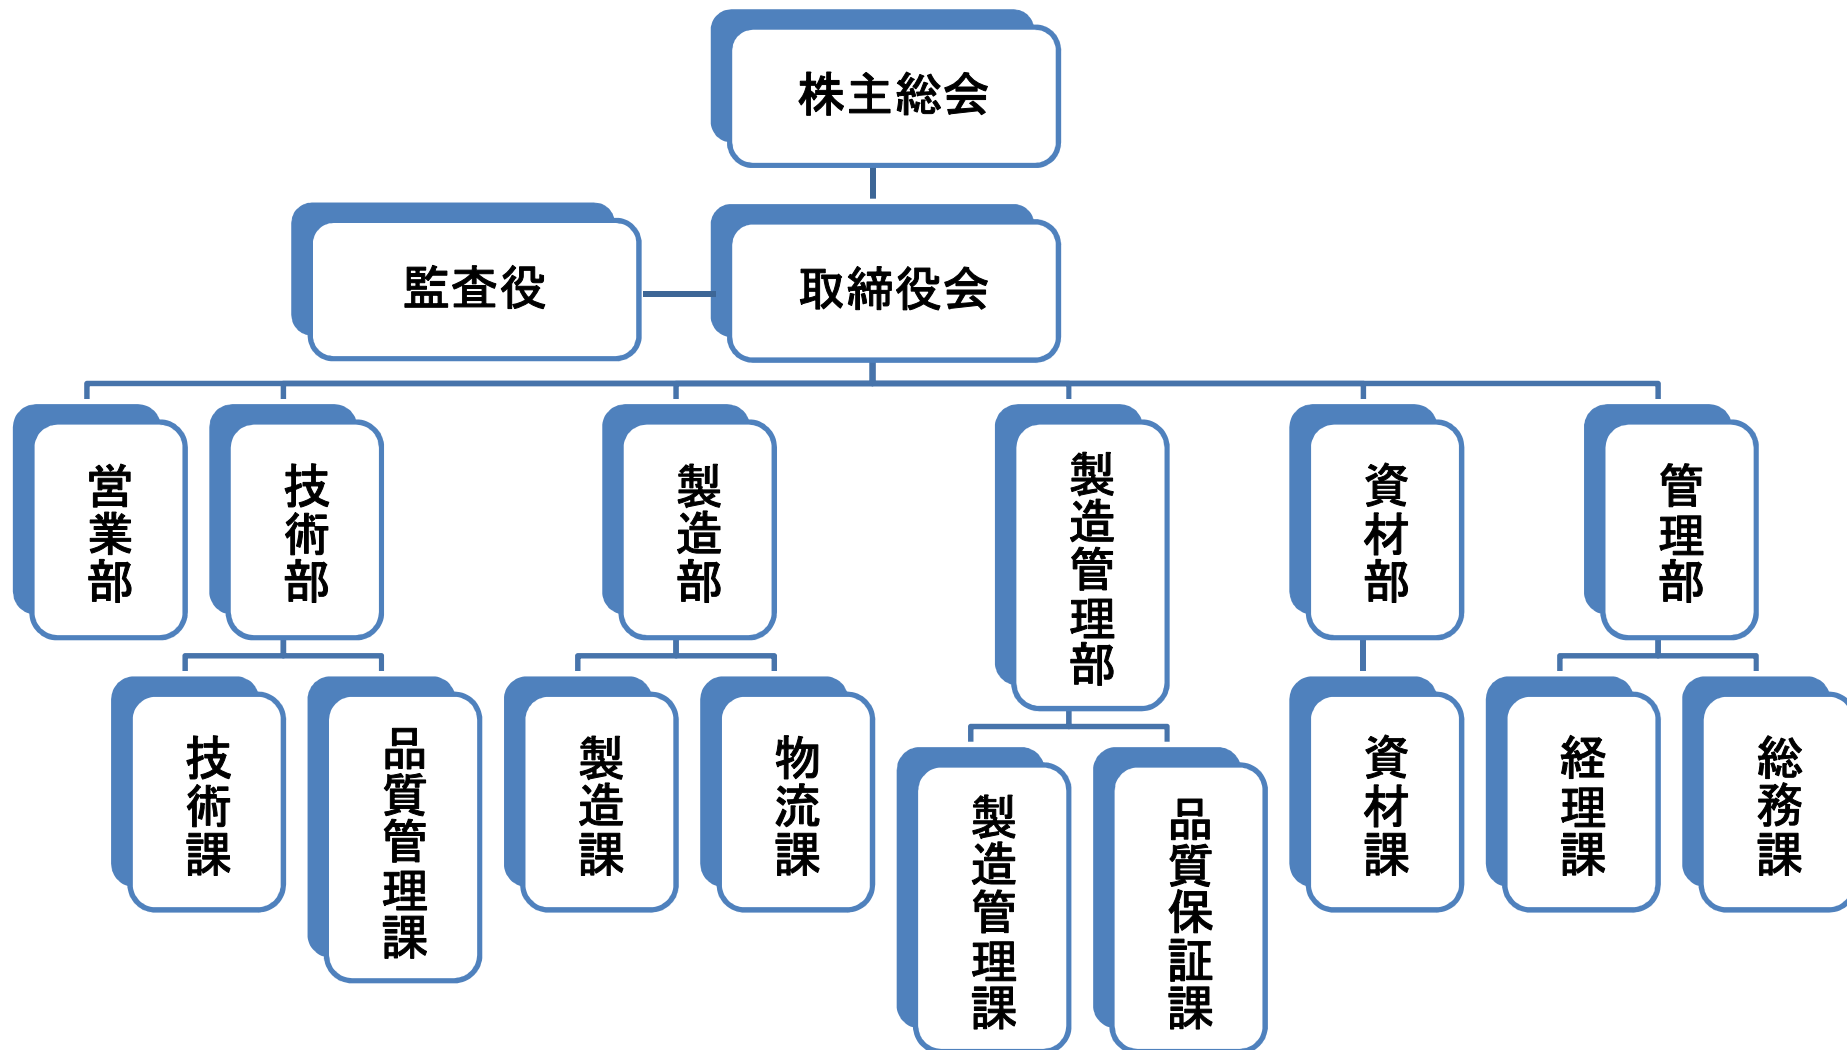 株主総会
監査役
取締役会
営業部
技術部
製造部
製造管理部
資材部
管理部
技術課
品質管理課
製造課
物流課
製造管理課
品質保証課
資材課
経理課
総務課